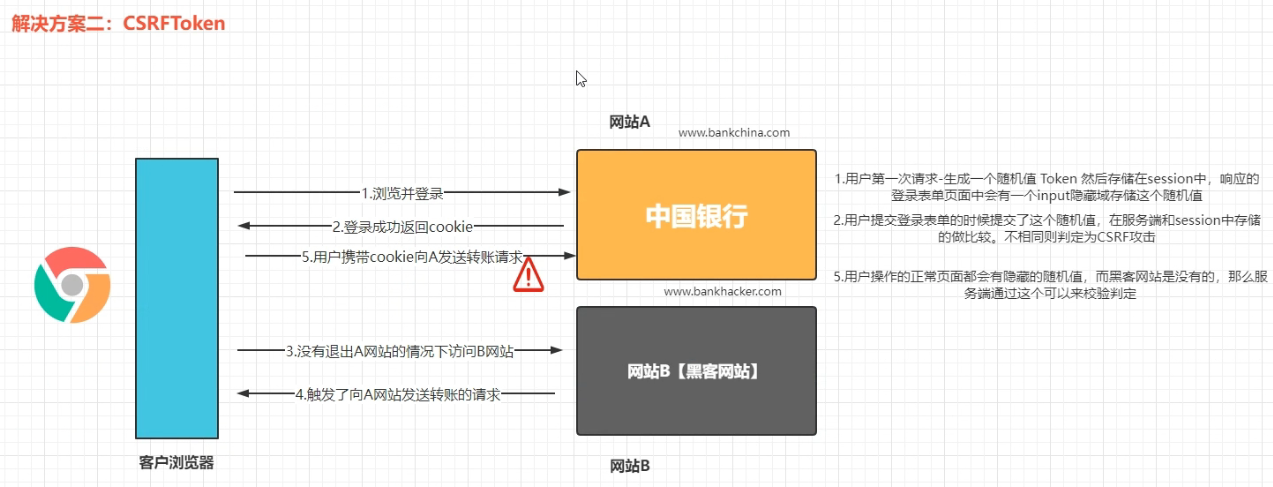 解决方案二：CSRFToken
网站A
www.bankchina.com
1.浏览并登录
中国银行
1.用户第一次请求-生成一个随机值 Token 然后存储在session中，响应的
登录表单页面中会有一个input隐藏域存储这个随机值
2.登录成功返回cookie
2.用户提交登录表单的时候提交了这个随机值，在服务端和session中存储
的做比较。不相同则判定为CSRF攻击
5.用户携带cookie向A发送转账请求
5.用户操作的正常页面都会有隐藏的随机值，而黑客网站是没有的，那么服
务端通过这个可以来校验判定
www.bankhacker.com
3.没有退出A网站的情况下访问B网站
网站B【黑客网站】
4.触发了向A网站发送转账的请求
客户浏览器
网站B